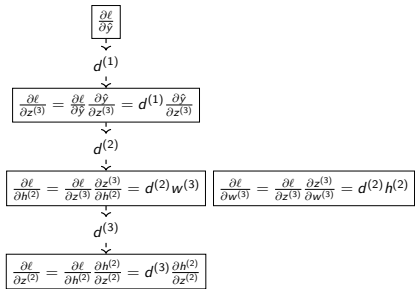 ∂ℓ/∂ŷ
d^(1)
∂ℓ/∂z^(3) = ∂ℓ/∂ŷ ∂ŷ/∂z^(3) = d^(1) ∂ŷ/∂z^(3)
d^(2)
∂ℓ/∂h^(2) = ∂ℓ/∂z^(3) ∂z^(3)/∂h^(2) = d^(2) w^(3)
∂ℓ/∂w^(3) = ∂ℓ/∂z^(3) ∂z^(3)/∂w^(3) = d^(2) h^(2)
d^(3)
∂ℓ/∂z^(2) = ∂ℓ/∂h^(2) ∂h^(2)/∂z^(2) = d^(3) ∂h^(2)/∂z^(2)